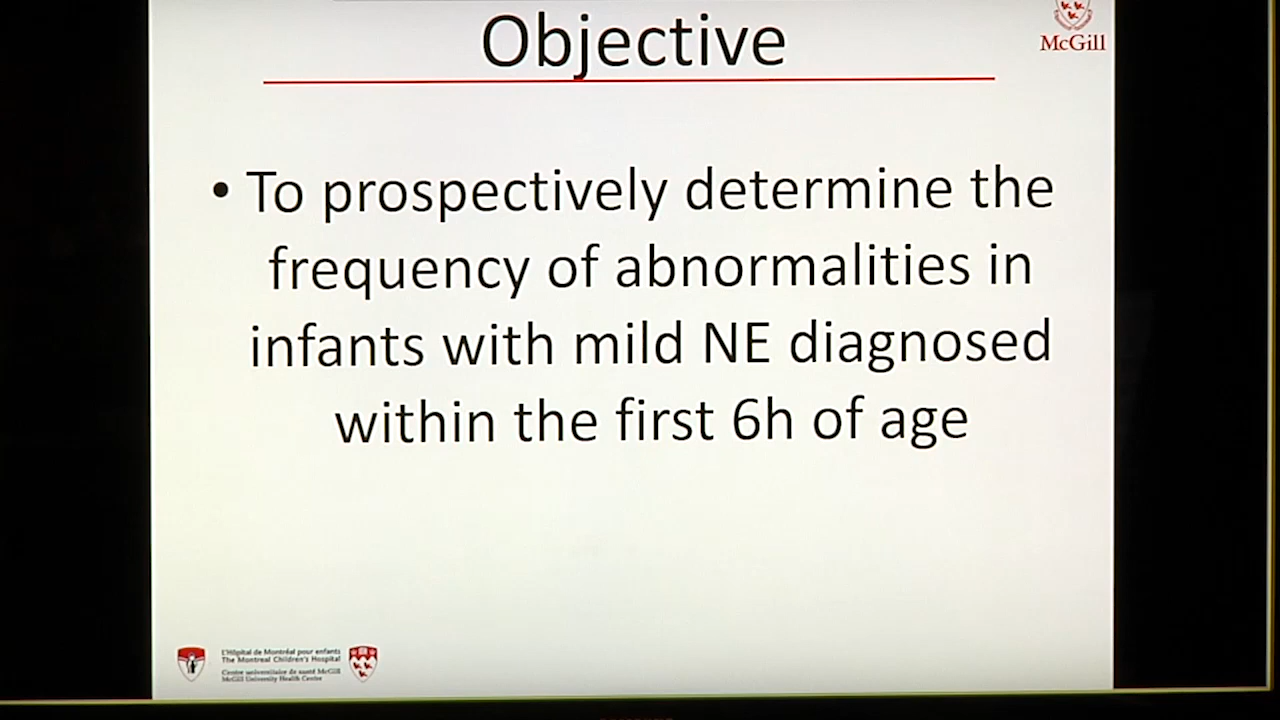 Objective
McGill
• To prospectively determine the
frequency of abnormalities in
infants with mild NE diagnosed
within the first 6h of age
L'Hôpital de Montréal pour enfants
The Montreal Children's Hospital
Centre universitaire de santé McGill
McGill University Health Center